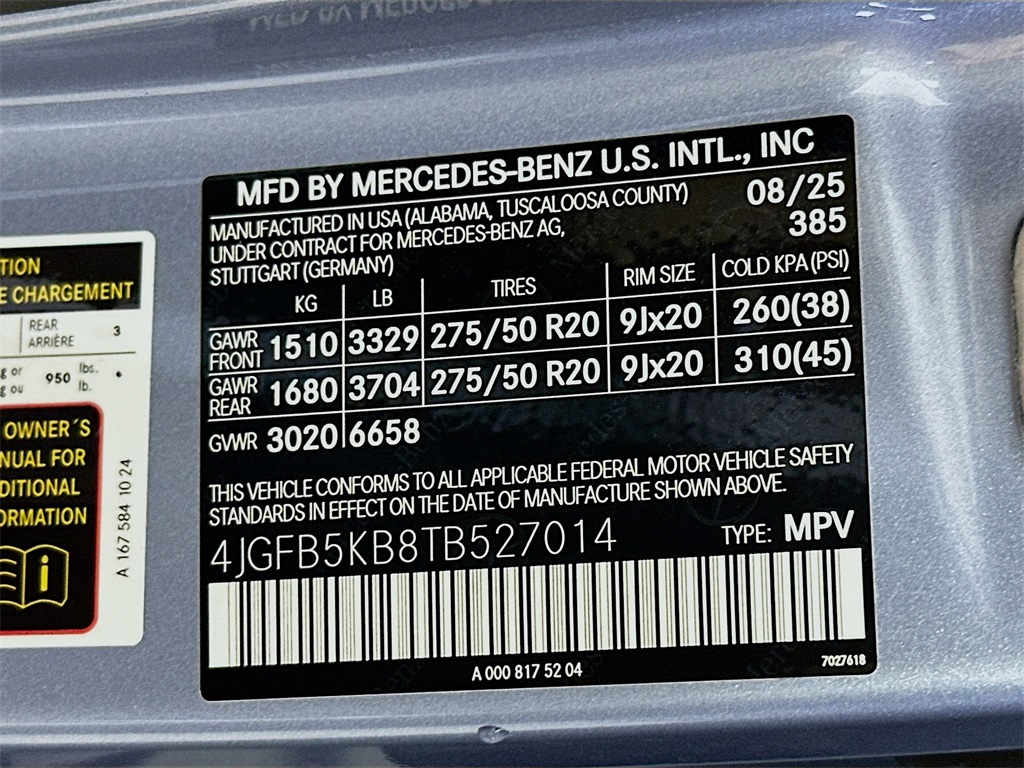 MFD BY MERCEDES-BENZ U.S. INTL., INC
MANUFACTURED IN USA (ALABAMA, TUSCALOOSA COUNTY)
UNDER CONTRACT FOR MERCEDES-BENZ AG,
STUTTGART (GERMANY)
08/25
385
KG LB TIRES RIM SIZE COLD KPA (PSI)
GAWR FRONT 1510 3329 275/50 R20 9Jx20 260(38)
GAWR REAR 1680 3704 275/50 R20 9Jx20 310(45)
GVWR 3020 6658
THIS VEHICLE CONFORMS TO ALL APPLICABLE FEDERAL MOTOR VEHICLE SAFETY
STANDARDS IN EFFECT ON THE DATE OF MANUFACTURE SHOWN ABOVE.
4JGFB5KB8TB527014 TYPE: MPV
A 000 817 52 04
7027618
CHARGEMENT
REAR 3
ARRIÈRE
or 950 lbs.
ou lb.
OWNER´S
FOR
A 167 584 10 24